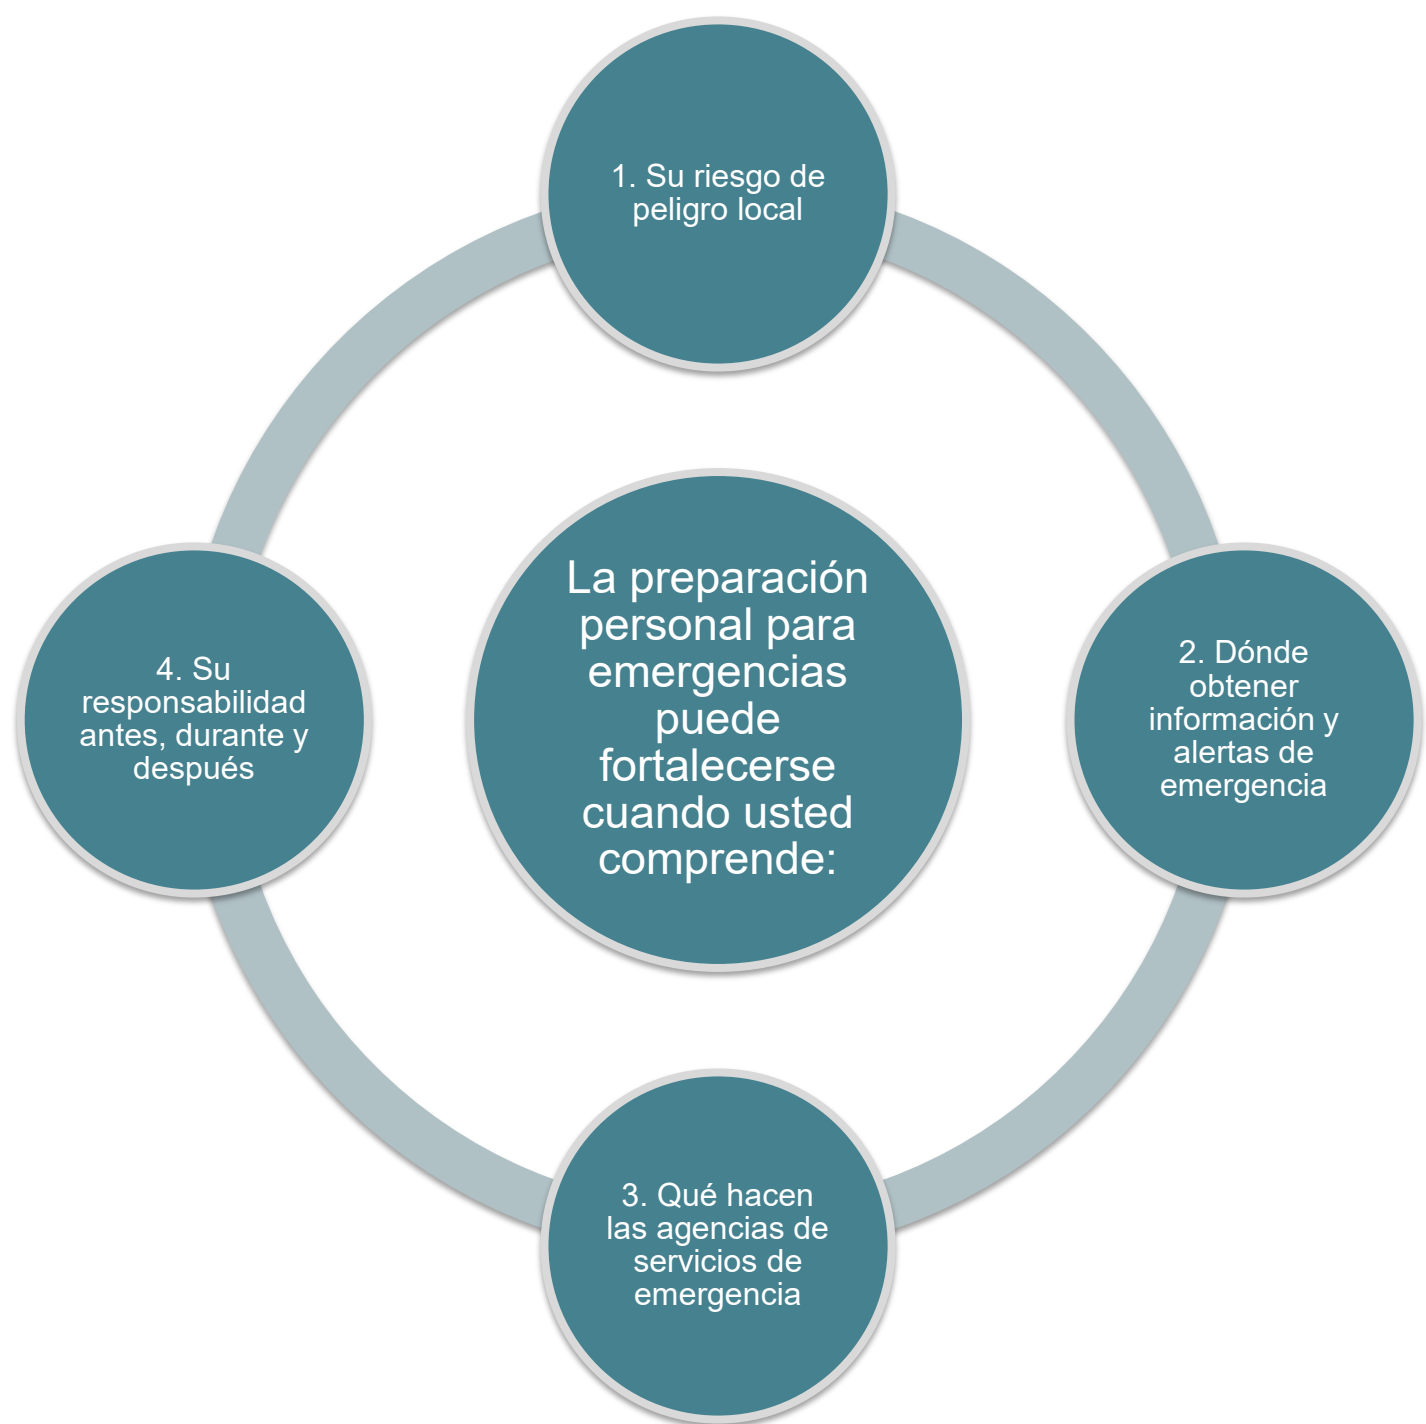 1. Su riesgo de
peligro local
La preparación
personal para
emergencias
puede
fortalecerse
cuando usted
comprende:
2. Dónde
obtener
información y
alertas de
emergencia
3. Qué hacen
las agencias de
servicios de
emergencia
4. Su
responsabilidad
antes, durante y
después